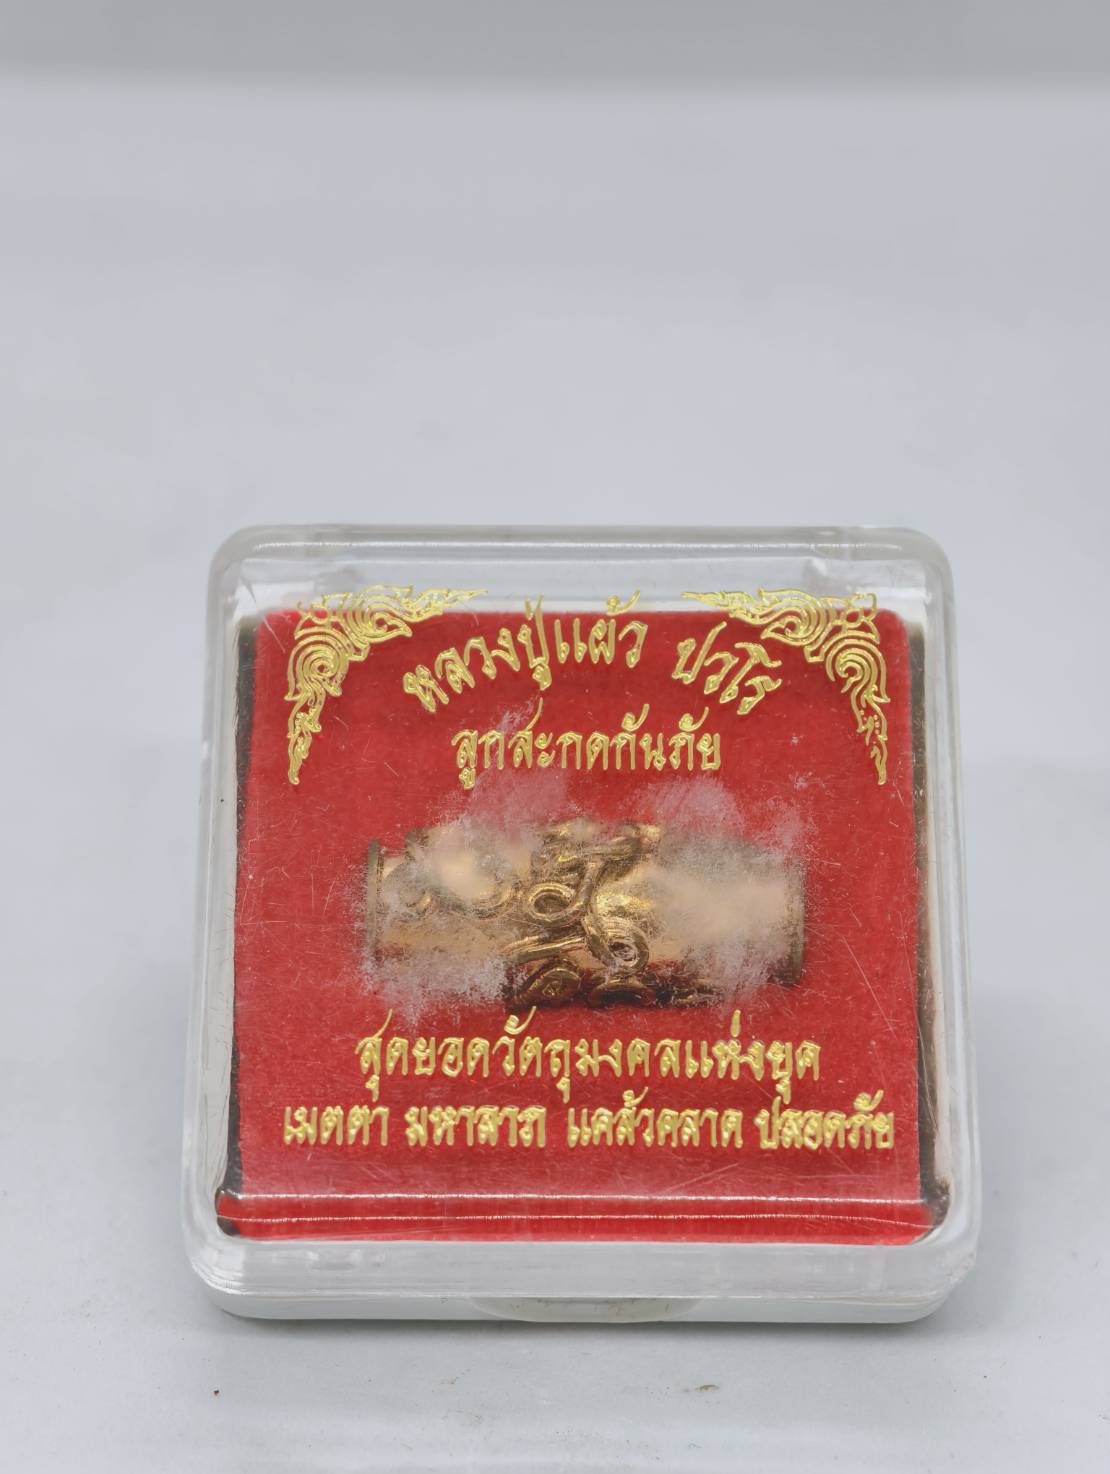 หลวงปู่แผ้ว ปวโร
ลูกสะกดกันภัย
สุดยอดวัตถุมงคลแห่งยุค
เมตตา มหาลาภ แคล้วคลาด ปลอดภัย